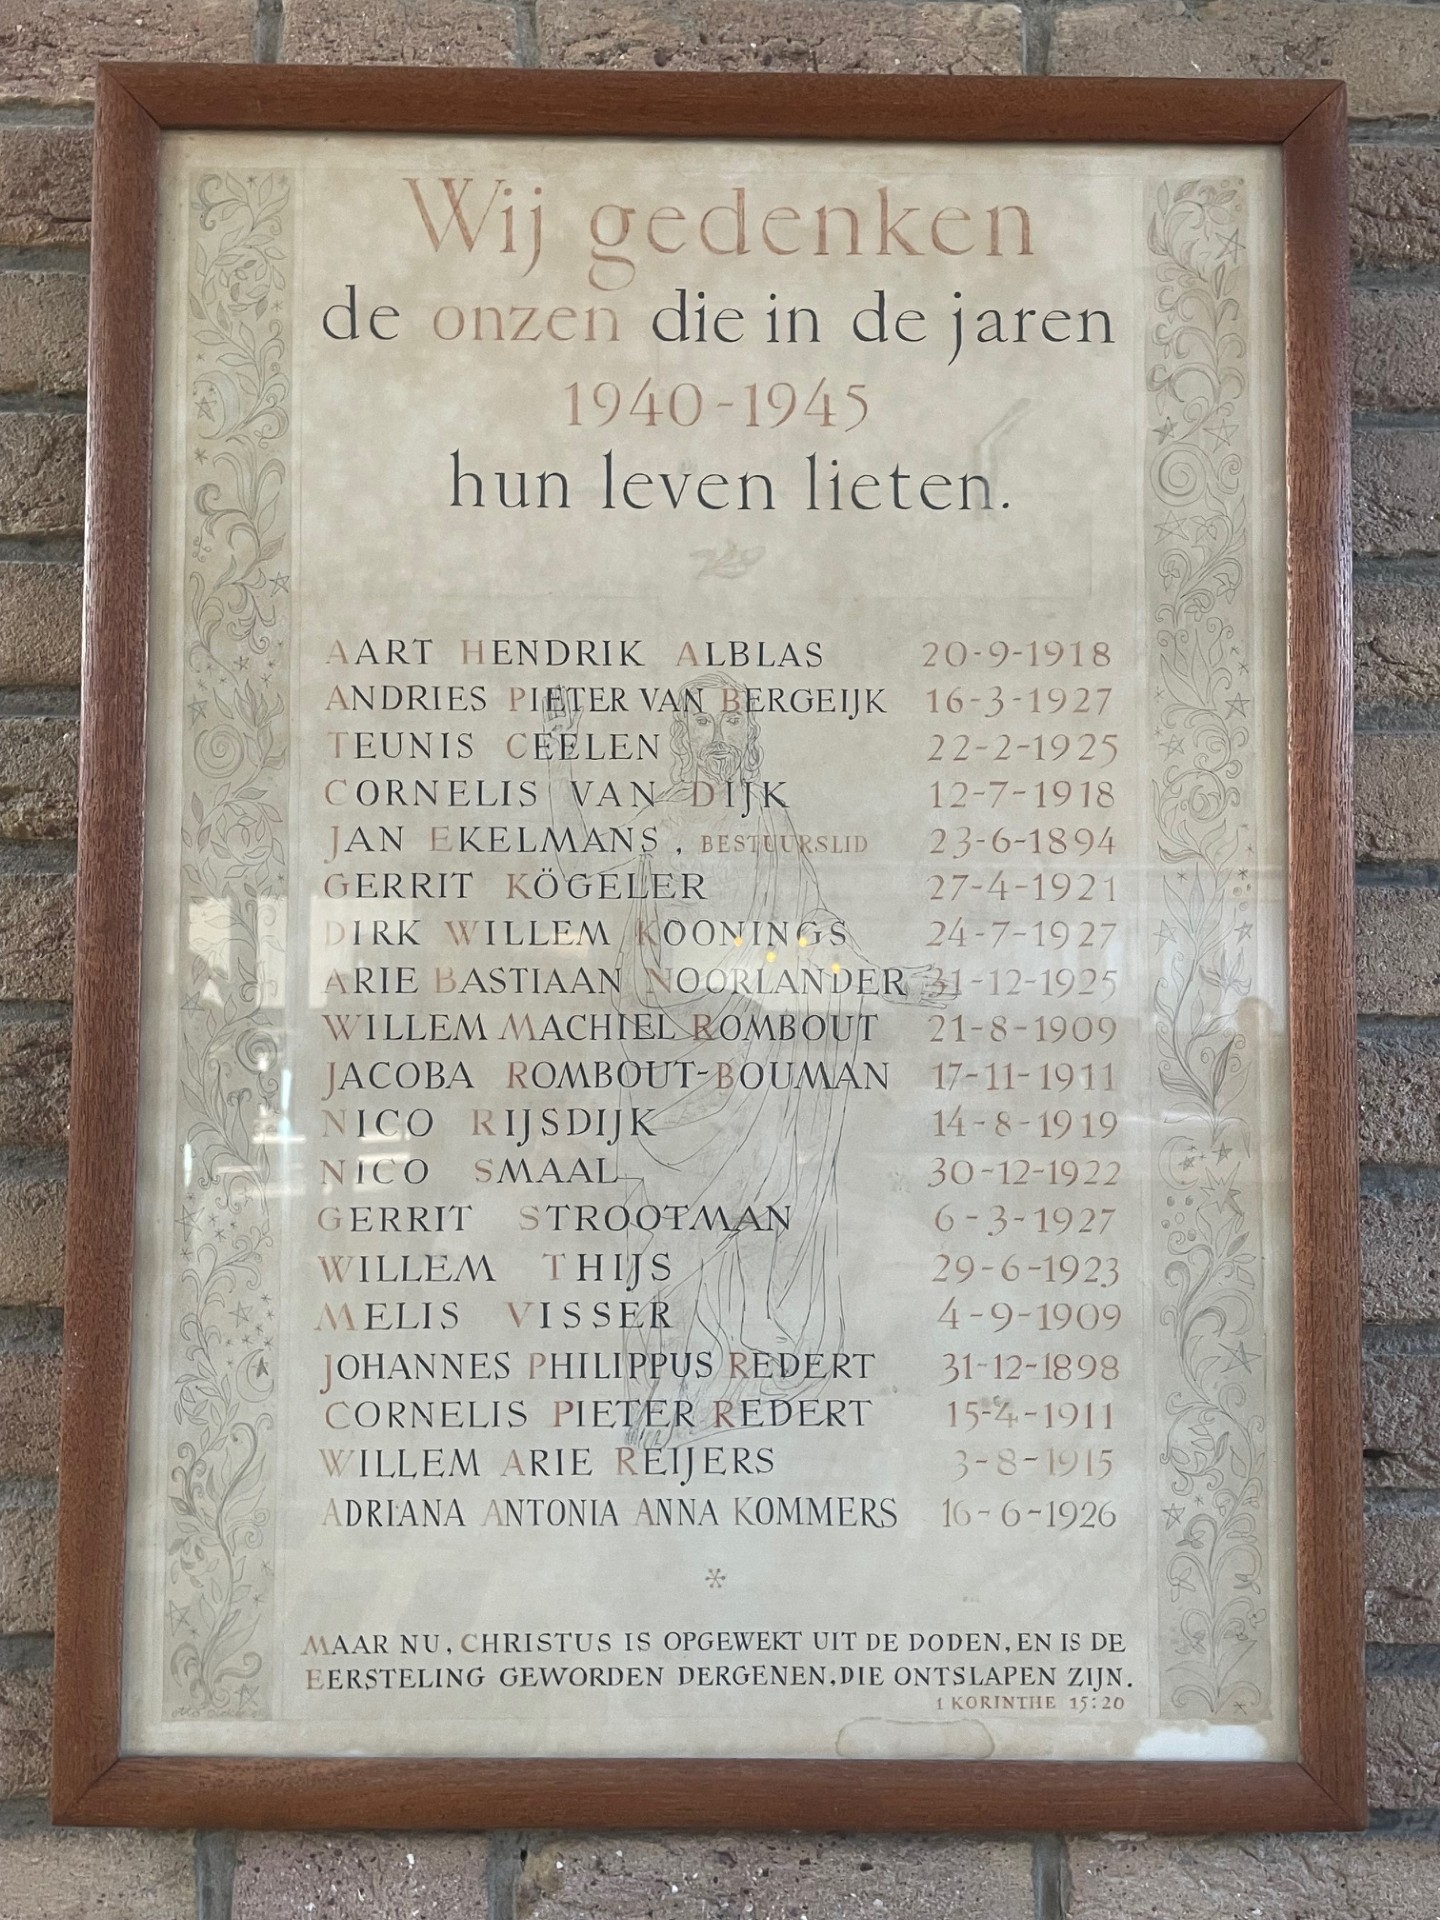 Wij gedenken
de onzen die in de jaren
1940-1945
hun leven lieten.
AART HENDRIK ALBLAS 20-9-1918
ANDRIES PIETER VAN BERGEIJK 16-3-1927
TEUNIS CEELEN 22-2-1925
CORNELIS VAN DIJK 12-7-1918
JAN EKELMANS, BESTUURSLID 23-6-1894
GERRIT KÖGELER 27-4-1921
DIRK WILLEM KOONINGS 24-7-1927
ARIE BASTIAAN NOORLANDER 31-12-1925
WILLEM MACHIEL ROMBOUT 21-8-1909
JACOBA ROMBOUT-BOUMAN 17-11-1911
NICO RIJSDIJK 14-8-1919
NICO SMAAL 30-12-1922
GERRIT STROOTMAN 6-3-1927
WILLEM THIJS 29-6-1923
MELIS VISSER 4-9-1909
JOHANNES PHILIPPUS REDERT 31-12-1898
CORNELIS PIETER REDERT 15-4-1911
WILLEM ARIE REIJERS 3-8-1915
ADRIANA ANTONIA ANNA KOMMERS 16-6-1926
MAAR NU, CHRISTUS IS OPGEWEKT UIT DE DODEN, EN IS DE
EERSTELING GEWORDEN DERGENEN, DIE ONTSLAPEN ZIJN.
1 KORINTHE 15:20